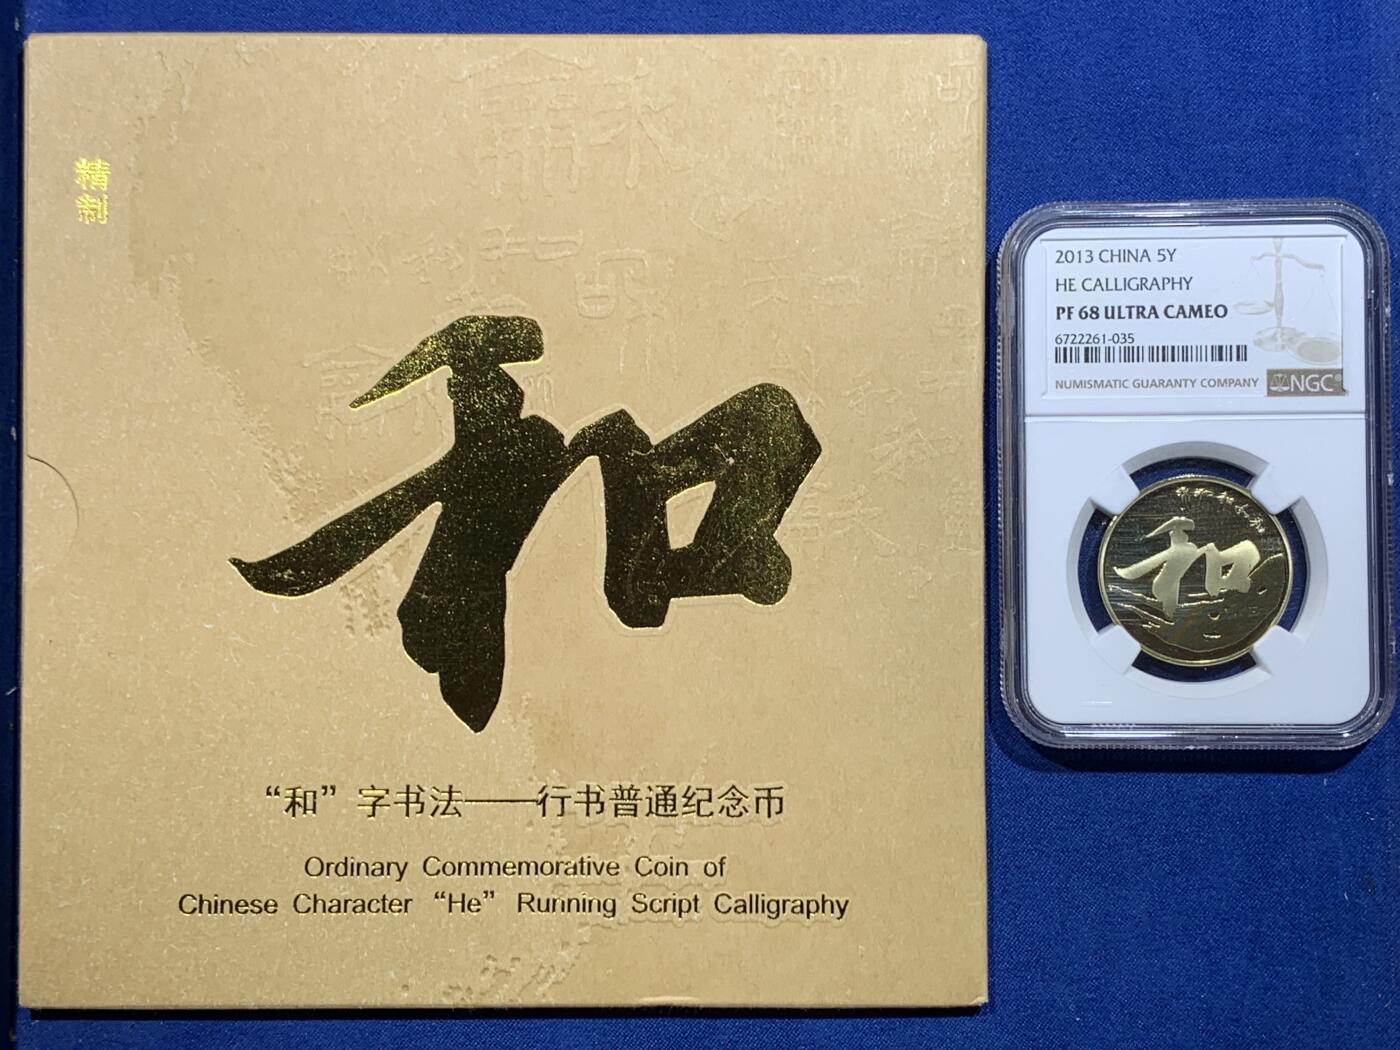 和
“和”字书法——行书普通纪念币
Ordinary Commemorative Coin of
Chinese Character “He” Running Script Calligraphy
2013 CHINA 5Y
HE CALLIGRAPHY
PF 68 ULTRA CAMEO
6722261-035
NUMISMATIC GUARANTY COMPANY NGC
和